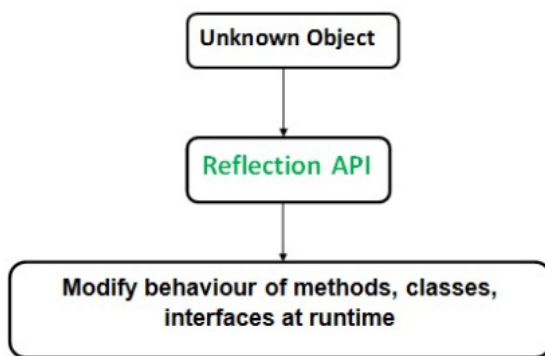 Unknown Object
Reflection API
Modify behaviour of methods, classes,
interfaces at runtime